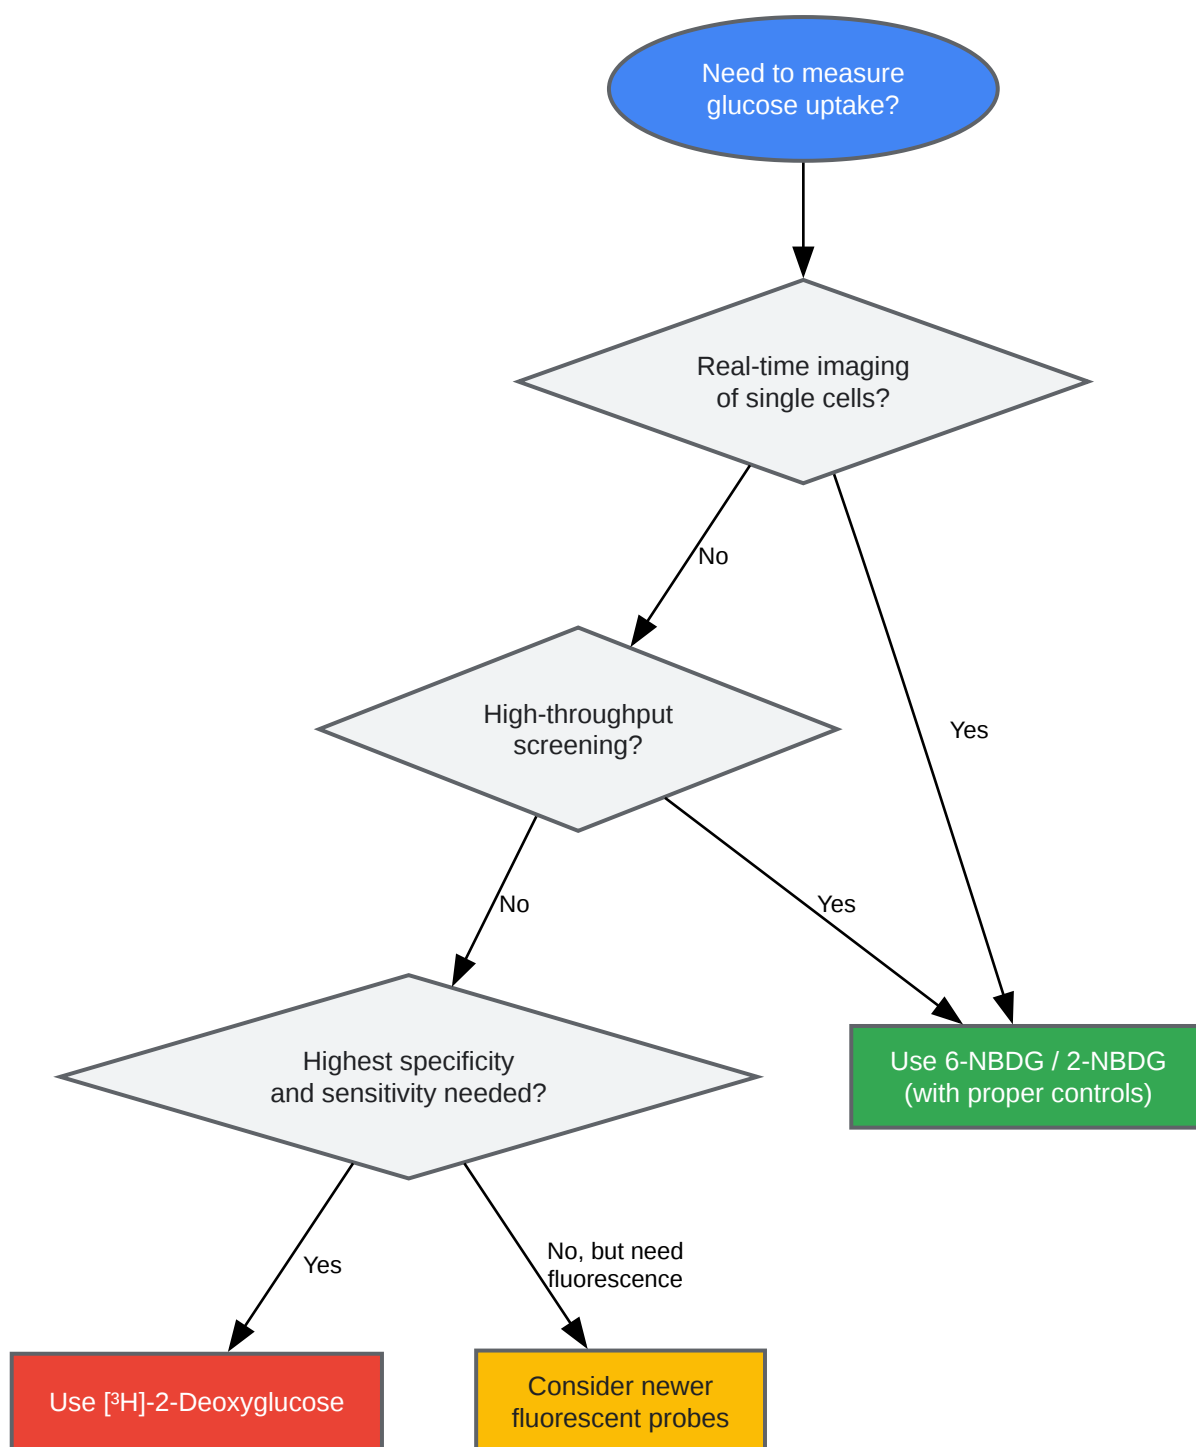 Need to measure
glucose uptake?
Real-time imaging
of single cells?
No
High-throughput
screening?
Yes
No
Yes
Highest specificity
and sensitivity needed?
Use 6-NBDG / 2-NBDG
(with proper controls)
Yes
No, but need
fluorescence
Use [³H]-2-Deoxyglucose
Consider newer
fluorescent probes